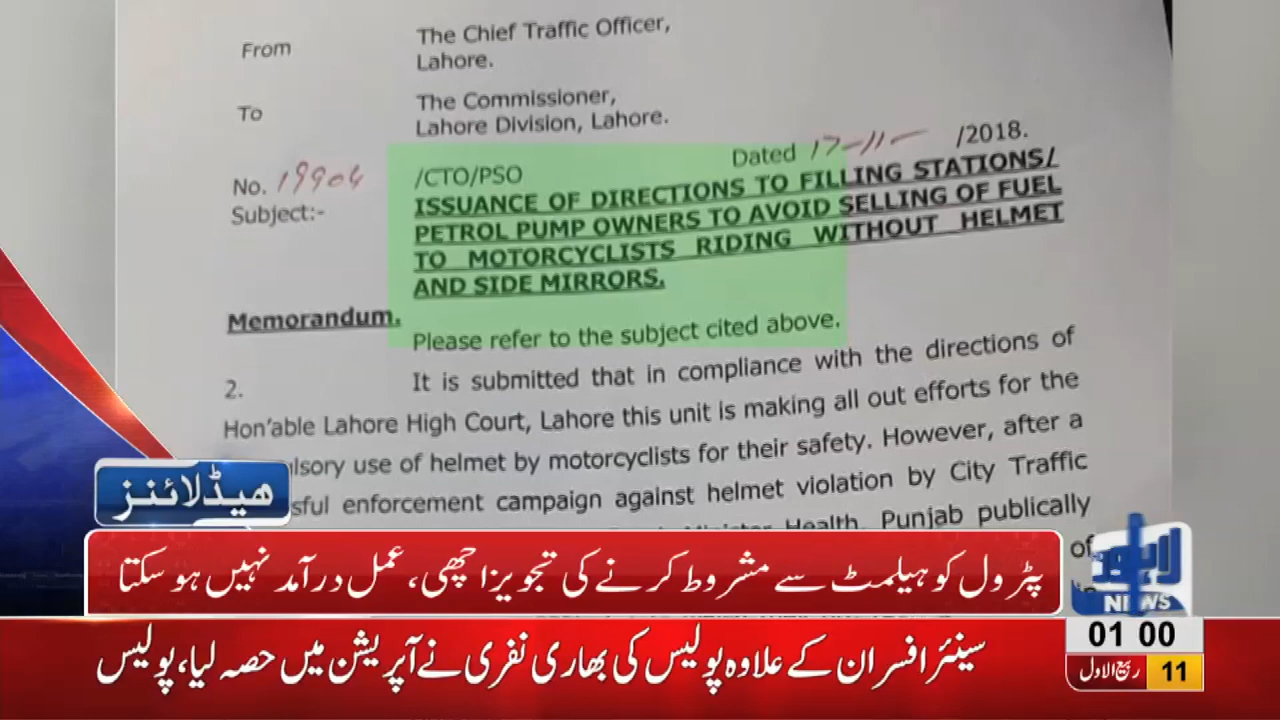 From
The Chief Traffic Officer,
Lahore.
To
The Commissioner,
Lahore Division, Lahore.
No. 19904 /CTO/PSO Dated 17-11- /2018.
Subject:- ISSUANCE OF DIRECTIONS TO FILLING STATIONS/
PETROL PUMP OWNERS TO AVOID SELLING OF FUEL
TO MOTORCYCLISTS RIDING WITHOUT HELMET
AND SIDE MIRRORS.
Memorandum.
Please refer to the subject cited above.
2. It is submitted that in compliance with the directions of
Hon'able Lahore High Court, Lahore this unit is making all out efforts for the
lsory use of helmet by motorcyclists for their safety. However, after a
sful enforcement campaign against helmet violation by City Traffic
Minister Health, Punjab publically
of
ھیڈلائنز
پٹرول کو ہیلمٹ سے مشروط کرنے کی تجویز اچھی، عمل درآمد نہیں ہو سکتا
لاہور
NEWS
سینئر افسران کے علاوہ پولیس کی بھاری نفری نے آپریشن میں حصہ لیا، پولیس
01 00
11 ربیع الاول